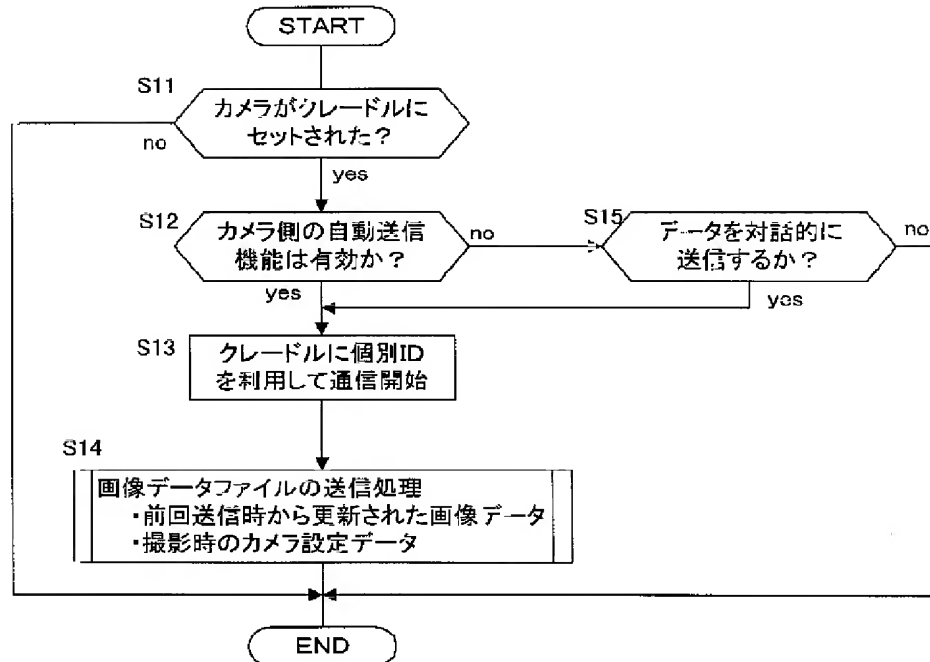 START
S11
カメラがクレードルに
セットされた？
no
yes
S12
カメラ側の自動送信
機能は有効か？
no
yes
S15
データを対話的に
送信するか？
no
yes
S13
クレードルに個別ID
を利用して通信開始
S14
画像データファイルの送信処理
・前回送信時から更新された画像データ
・撮影時のカメラ設定データ
END